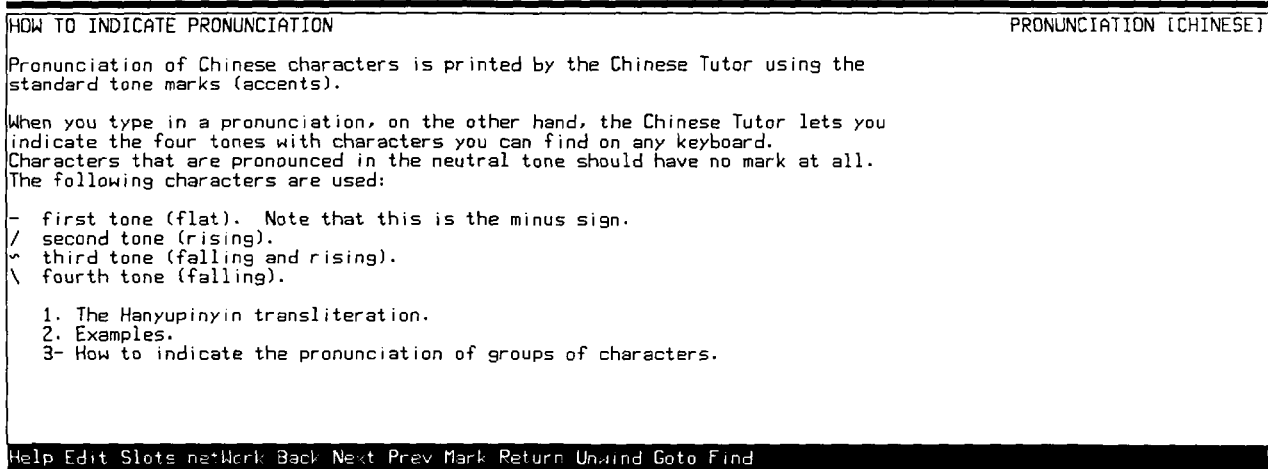 HOW TO INDICATE PRONUNCIATION PRONUNCIATION [CHINESE]
Pronunciation of Chinese characters is printed by the Chinese Tutor using the
standard tone marks (accents).
When you type in a pronunciation, on the other hand, the Chinese Tutor lets you
indicate the four tones with characters you can find on any keyboard.
Characters that are pronounced in the neutral tone should have no mark at all.
The following characters are used:
- first tone (flat). Note that this is the minus sign.
/ second tone (rising).
~ third tone (falling and rising).
\ fourth tone (falling).
1. The Hanyupinyin transliteration.
2. Examples.
3- How to indicate the pronunciation of groups of characters.
Help Edit Slots netWork Back Next Prev Mark Return Unwind Goto Find